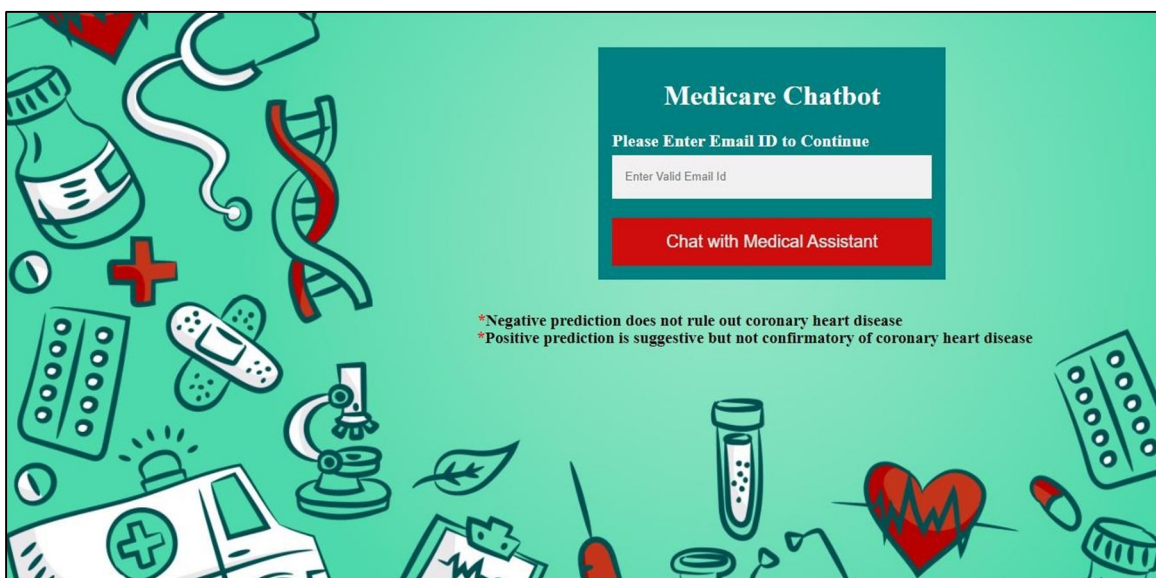 Medicare Chatbot
Please Enter Email ID to Continue
Enter Valid Email Id
Chat with Medical Assistant
*Negative prediction does not rule out coronary heart disease
*Positive prediction is suggestive but not confirmatory of coronary heart disease